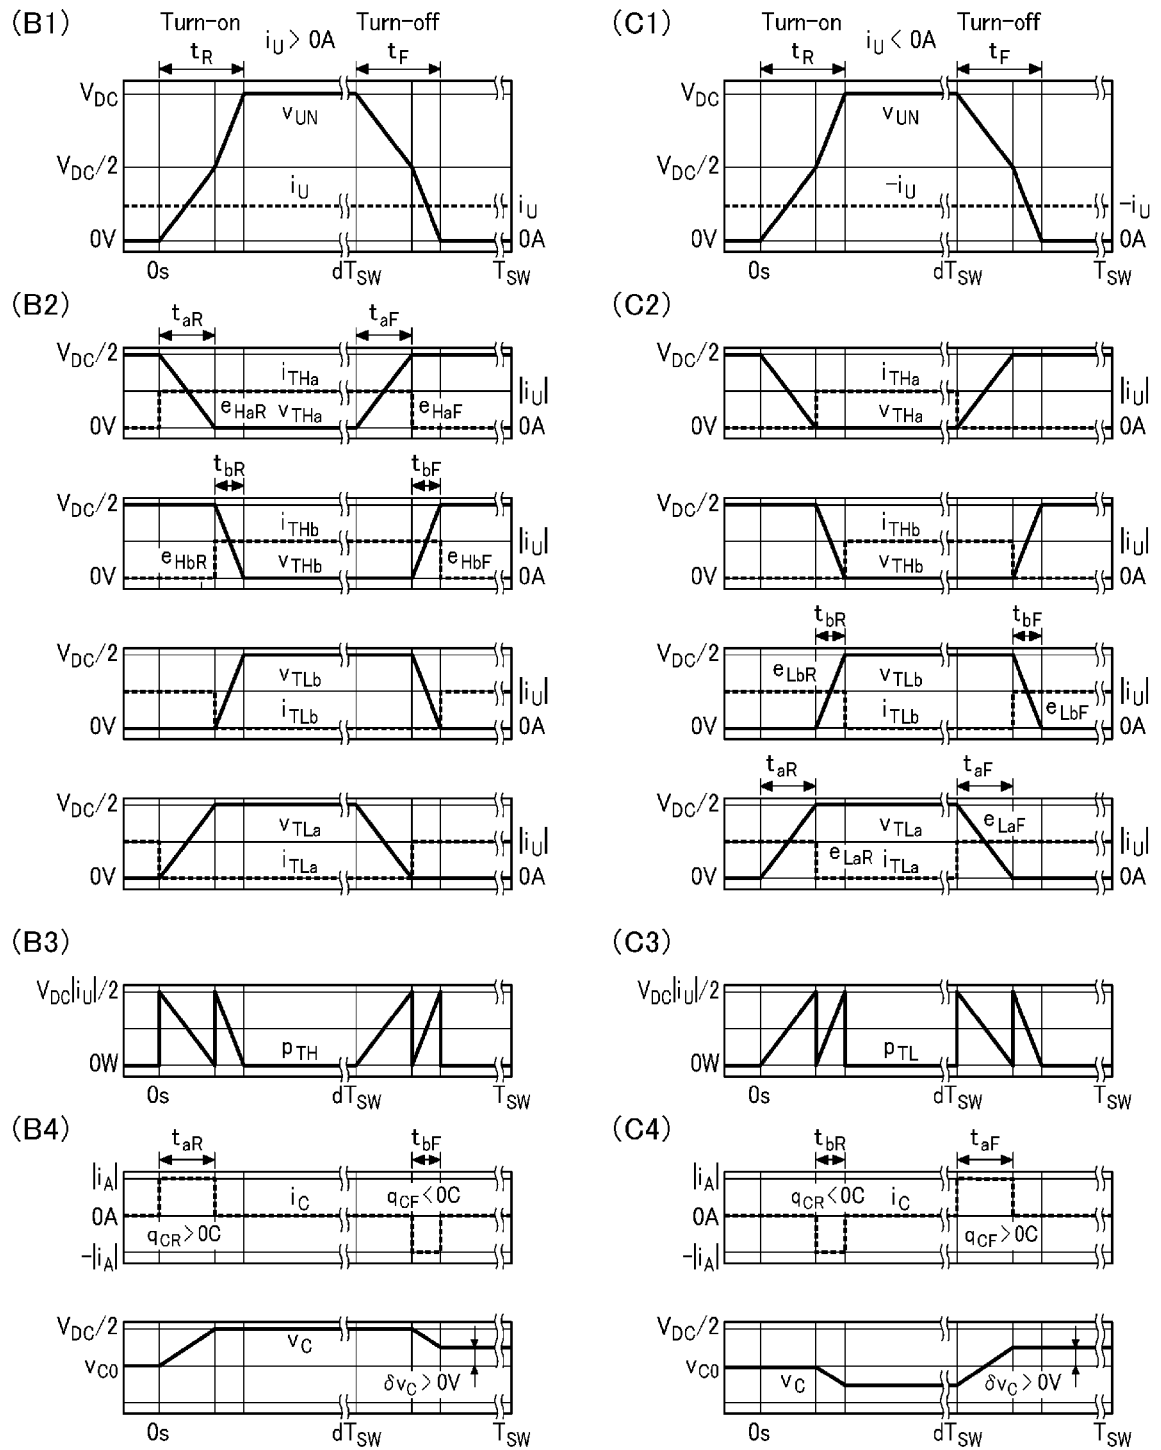 (B1)
Turn-on
i_U > 0A
Turn-off
t_R
t_F
V_DC
v_UN
V_DC/2
i_U
i_U
0V
0A
0s
dT_SW
T_SW
(B2)
t_aR
t_aF
V_DC/2
i_THa
|i_U|
e_HaR
v_THa
e_HaF
0V
0A
t_bR
t_bF
V_DC/2
i_THb
|i_U|
e_HbR
v_THb
e_HbF
0V
0A
V_DC/2
v_TLb
|i_U|
i_TLb
0V
0A
V_DC/2
v_TLa
|i_U|
i_TLa
0V
0A
(B3)
V_DC|i_U|/2
p_TH
0W
0s
dT_SW
T_SW
(B4)
t_aR
t_bF
|i_A|
i_C
q_CF<0C
0A
q_CR>0C
-|i_A|
V_DC/2
v_C
v_C0
δv_C>0V
0s
dT_SW
T_SW
(C1)
Turn-on
i_U < 0A
Turn-off
t_R
t_F
V_DC
v_UN
V_DC/2
-i_U
-i_U
0V
0A
0s
dT_SW
T_SW
(C2)
V_DC/2
i_THa
|i_U|
v_THa
0V
0A
V_DC/2
i_THb
|i_U|
v_THb
0V
0A
t_bR
t_bF
V_DC/2
e_LbR
v_TLb
|i_U|
i_TLb
e_LbF
0V
0A
t_aR
t_aF
V_DC/2
v_TLa
e_LaF
|i_U|
e_LaR
i_TLa
0V
0A
(C3)
V_DC|i_U|/2
p_TL
0W
0s
dT_SW
T_SW
(C4)
t_bR
t_aF
|i_A|
q_CR<0C
i_C
0A
q_CF>0C
-|i_A|
V_DC/2
v_C0
v_C
δv_C>0V
0s
dT_SW
T_SW